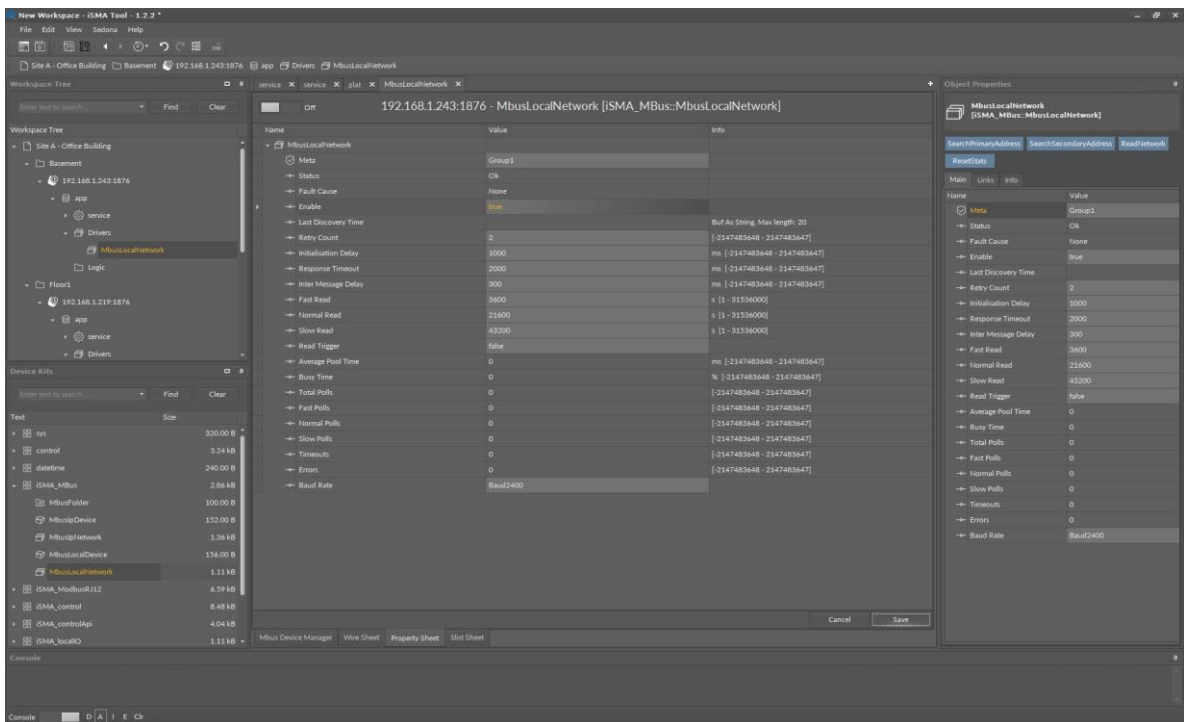 New Workspace - iSMA Tool - 1.2.2 *
File Edit View Sedona Help
Site A - Office Building Basement 192.168.1.243:1876 app Drivers MbusLocalNetwork
Workspace Tree
Enter text to search... Find Clear
Workspace Tree
Site A - Office Building
Basement
192.168.1.243:1876
app
service
Drivers
MbusLocalNetwork
Logic
Floor1
192.168.1.219:1876
app
service
Drivers
Device Kits
Enter text to search... Find Clear
Text Size
sys 320.00 B
control 3.24 kB
datetime 240.00 B
iSMA_MBus 2.86 kB
MbusFolder 100.00 B
MbusIpDevice 152.00 B
MbusIpNetwork 1.36 kB
MbusLocalDevice 156.00 B
MbusLocalNetwork 1.11 kB
iSMA_ModbusRJ12 6.59 kB
iSMA_control 8.48 kB
iSMA_controlApi 4.04 kB
iSMA_localIO 1.11 kB
service service plat MbusLocalNetwork
Off 192.168.1.243:1876 - MbusLocalNetwork [iSMA_MBus::MbusLocalNetwork]
Name Value Info
MbusLocalNetwork
Meta Group1
Status Ok
Fault Cause None
Enable true
Last Discovery Time Buf As String, Max length: 20
Retry Count 2 [-2147483648 - 2147483647]
Initialisation Delay 1000 ms [-2147483648 - 2147483647]
Response Timeout 2000 ms [-2147483648 - 2147483647]
Inter Message Delay 300 ms [-2147483648 - 2147483647]
Fast Read 3600 s [1 - 31536000]
Normal Read 21600 s [1 - 31536000]
Slow Read 43200 s [1 - 31536000]
Read Trigger false
Average Pool Time 0 ms [-2147483648 - 2147483647]
Busy Time 0 % [-2147483648 - 2147483647]
Total Polls 0 [-2147483648 - 2147483647]
Fast Polls 0 [-2147483648 - 2147483647]
Normal Polls 0 [-2147483648 - 2147483647]
Slow Polls 0 [-2147483648 - 2147483647]
Timeouts 0 [-2147483648 - 2147483647]
Errors 0 [-2147483648 - 2147483647]
Baud Rate Baud2400
Cancel Save
Mbus Device Manager Wire Sheet Property Sheet Slot Sheet
Object Properties
MbusLocalNetwork
[iSMA_MBus::MbusLocalNetwork]
SearchPrimaryAddress SearchSecondaryAddress ReadNetwork
ResetStats
Main Links Info
Name Value
Meta Group1
Status Ok
Fault Cause None
Enable true
Last Discovery Time
Retry Count 2
Initialisation Delay 1000
Response Timeout 2000
Inter Message Delay 300
Fast Read 3600
Normal Read 21600
Slow Read 43200
Read Trigger false
Average Pool Time 0
Busy Time 0
Total Polls 0
Fast Polls 0
Normal Polls 0
Slow Polls 0
Timeouts 0
Errors 0
Baud Rate Baud2400
Console
Console D A I E Clr